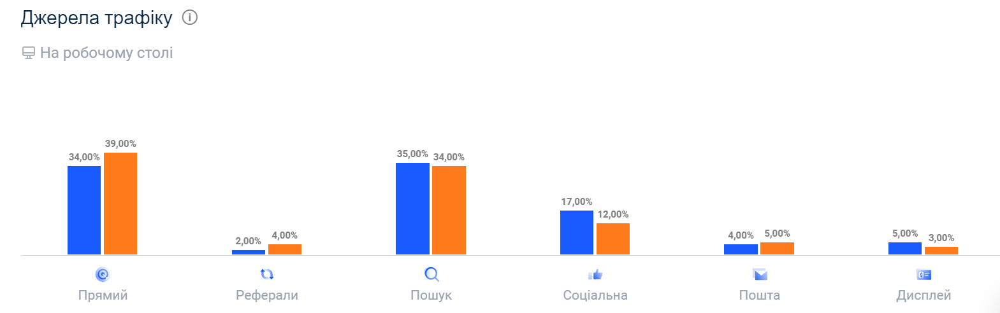 Джерела трафіку
На робочому столі
34,00% 39,00% 2,00% 4,00% 35,00% 34,00% 17,00% 12,00% 4,00% 5,00% 5,00% 3,00%
Прямий Реферали Пошук Соціальна Пошта Дисплей